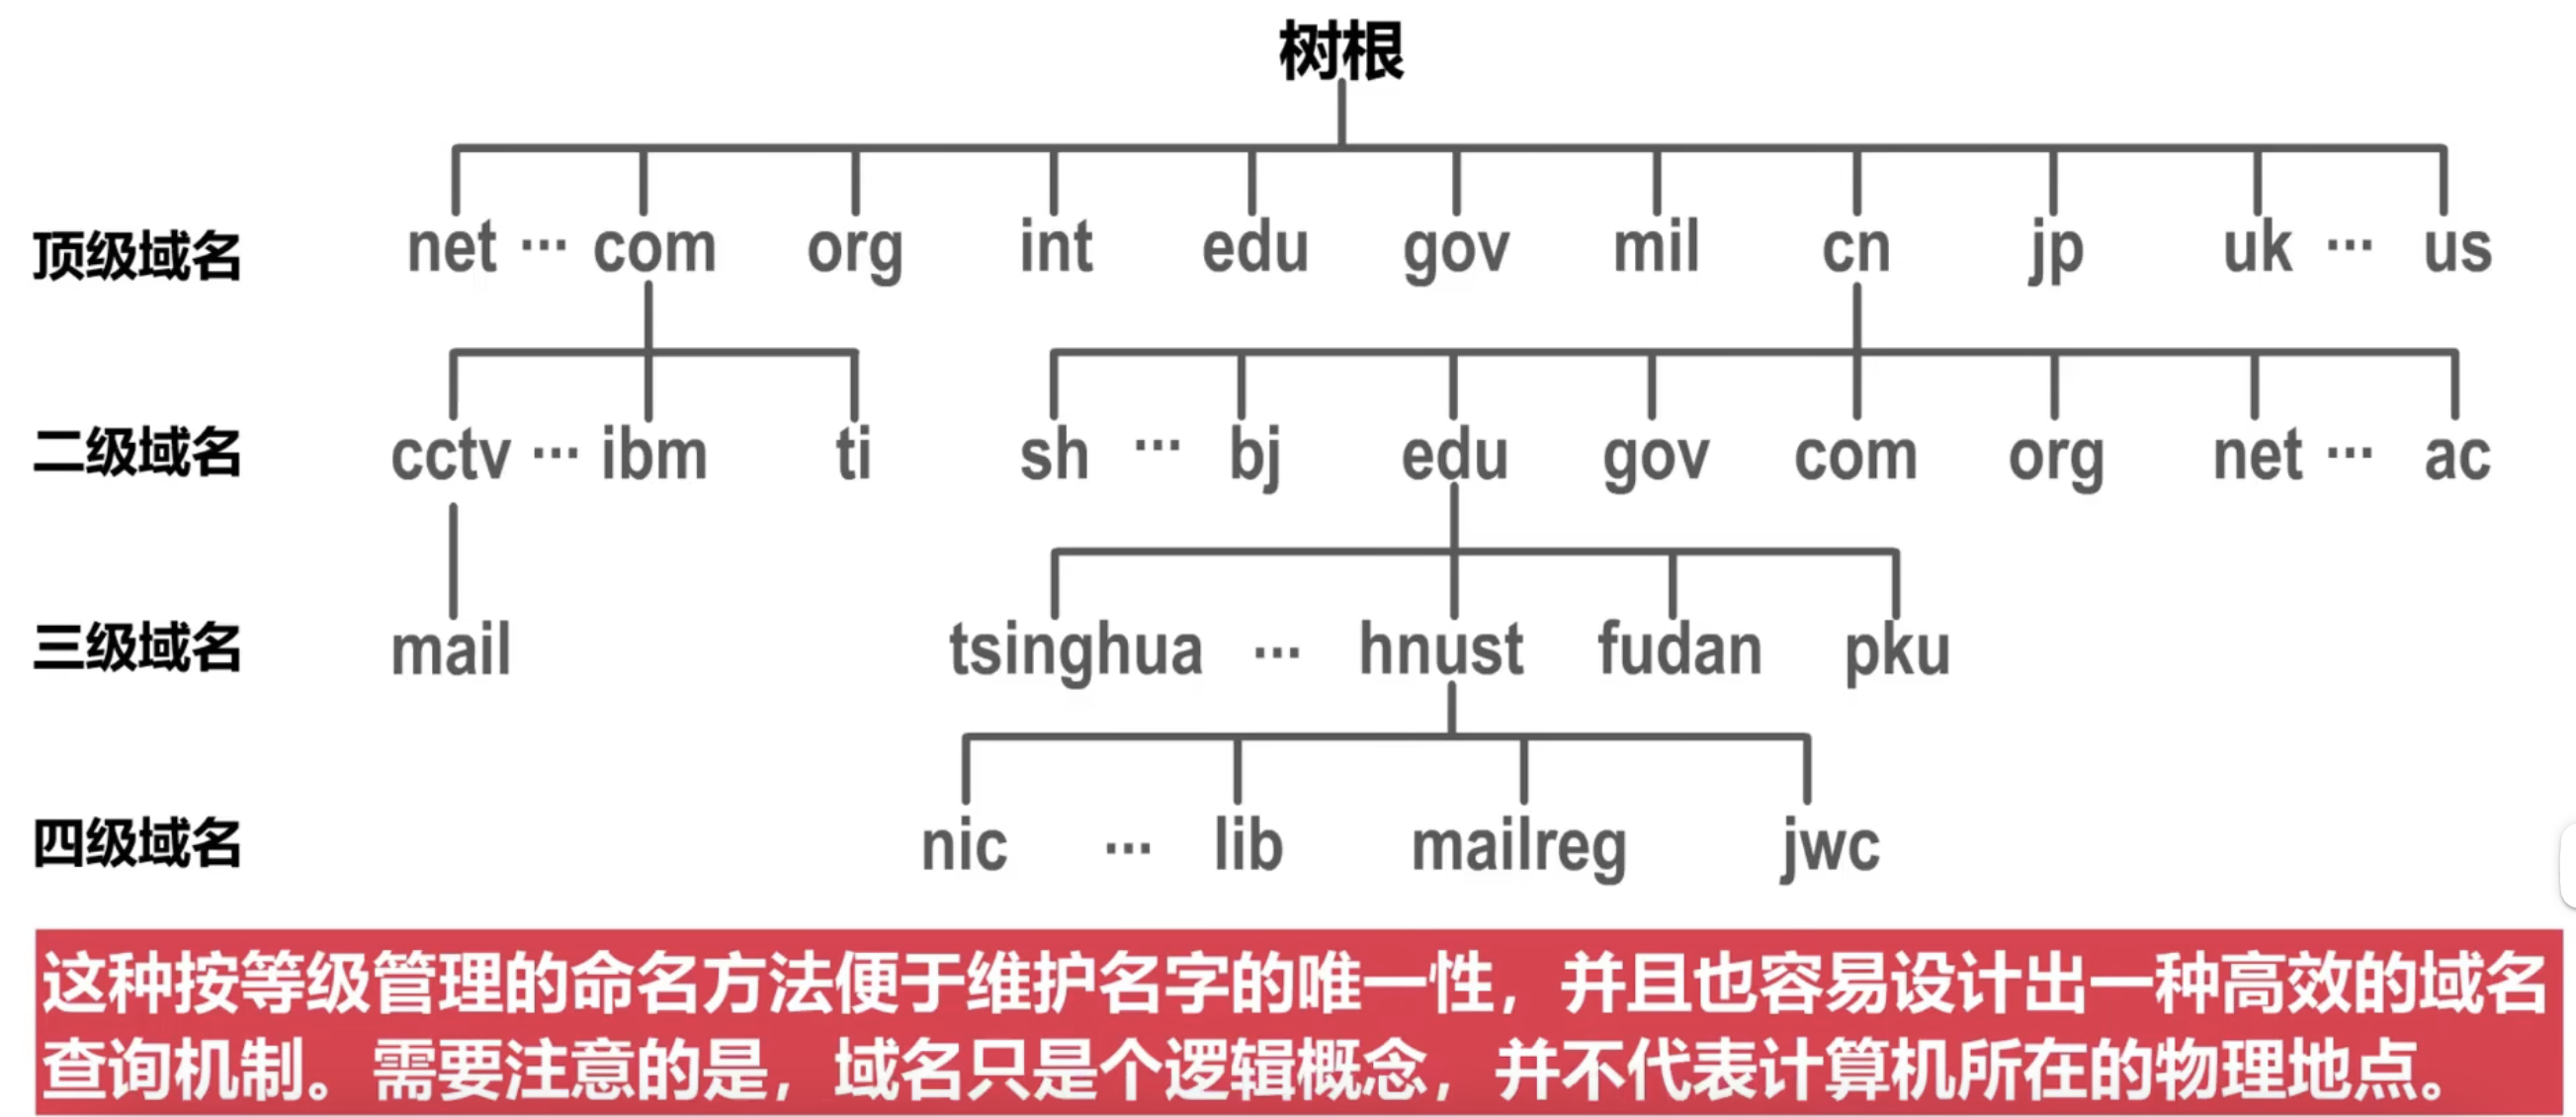 树根
顶级域名 net … com org int edu gov mil cn jp uk … us
二级域名 cctv … ibm ti sh … bj edu gov com org net … ac
三级域名 mail tsinghua … hnust fudan pku
四级域名 nic … lib mailreg jwc
这种按等级管理的命名方法便于维护名字的唯一性，并且也容易设计出一种高效的域名
查询机制。需要注意的是，域名只是个逻辑概念，并不代表计算机所在的物理地点。